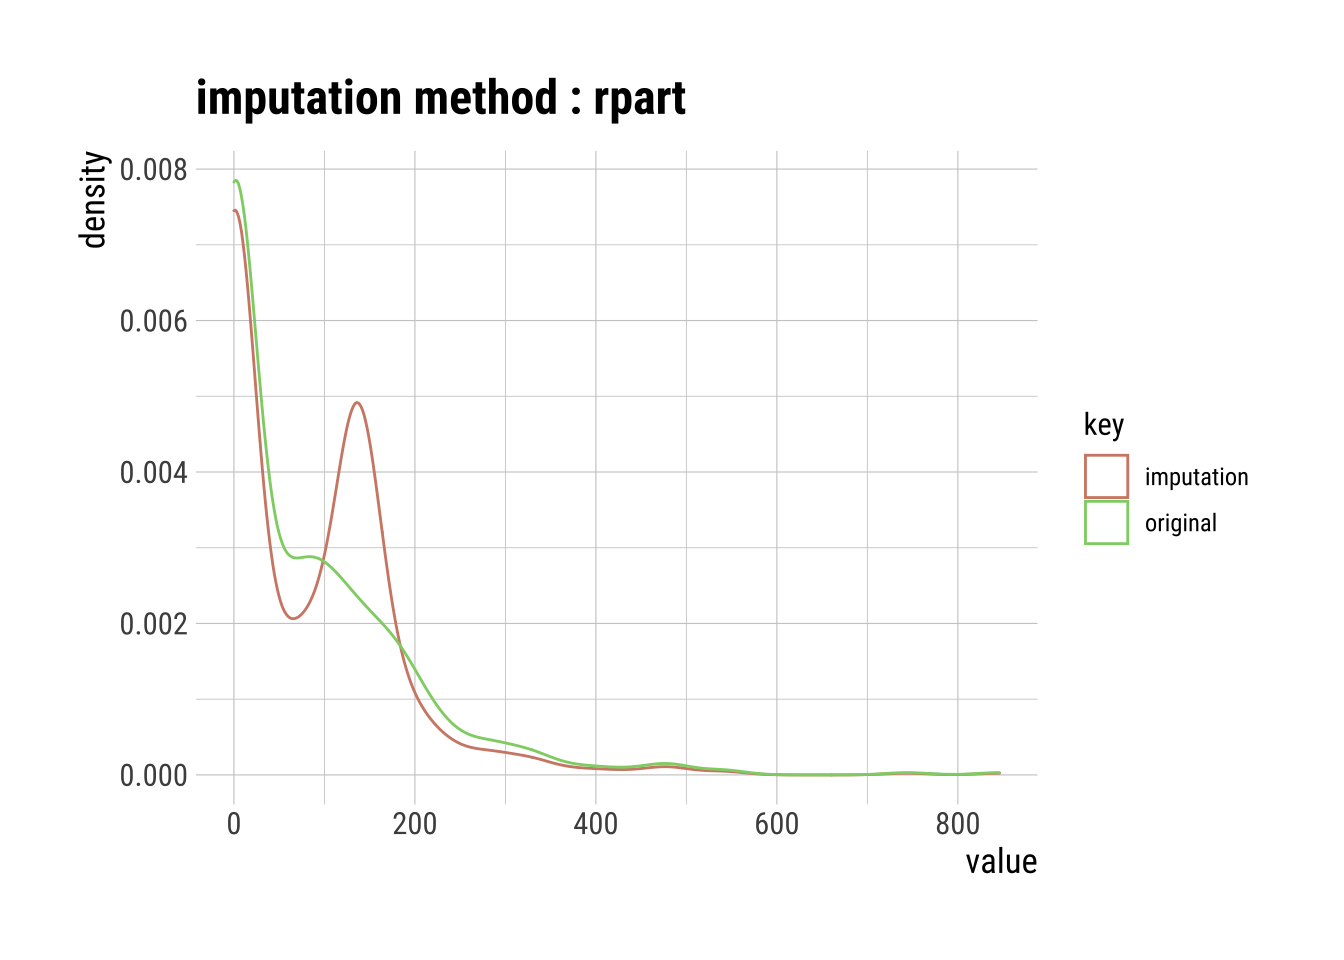 imputation method : rpart
density
0.008
0.006
0.004
0.002
0.000
0 200 400 600 800
value
key
imputation
original